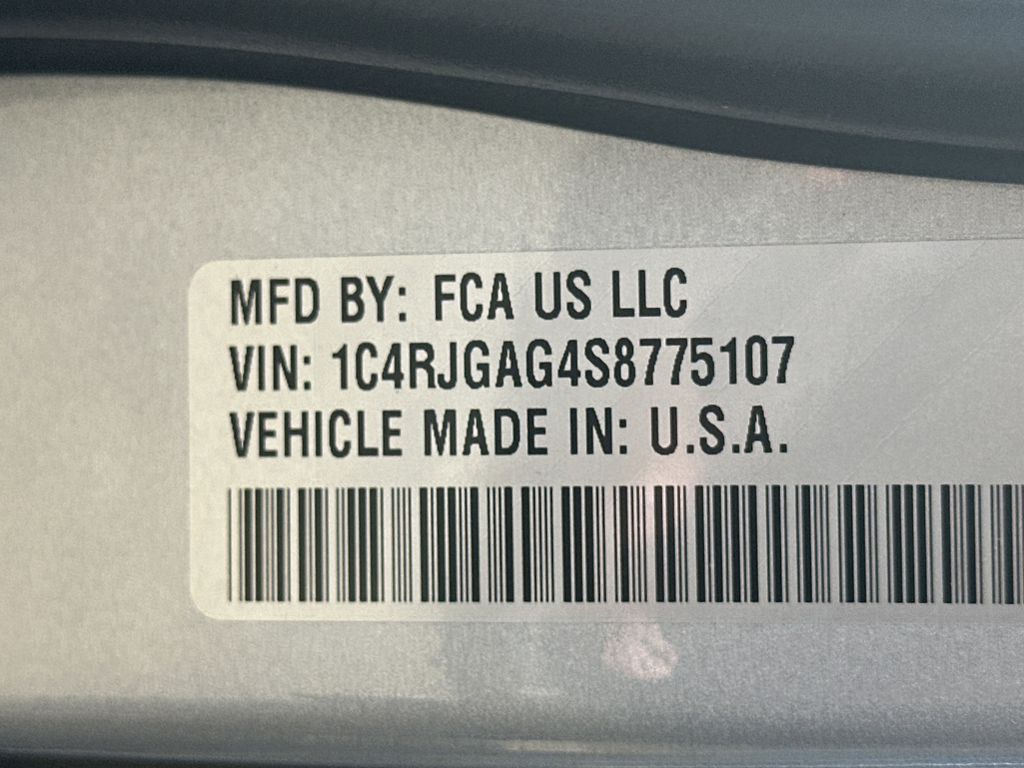 MFD BY: FCA US LLC
VIN: 1C4RJGAG4S8775107
VEHICLE MADE IN: U.S.A.